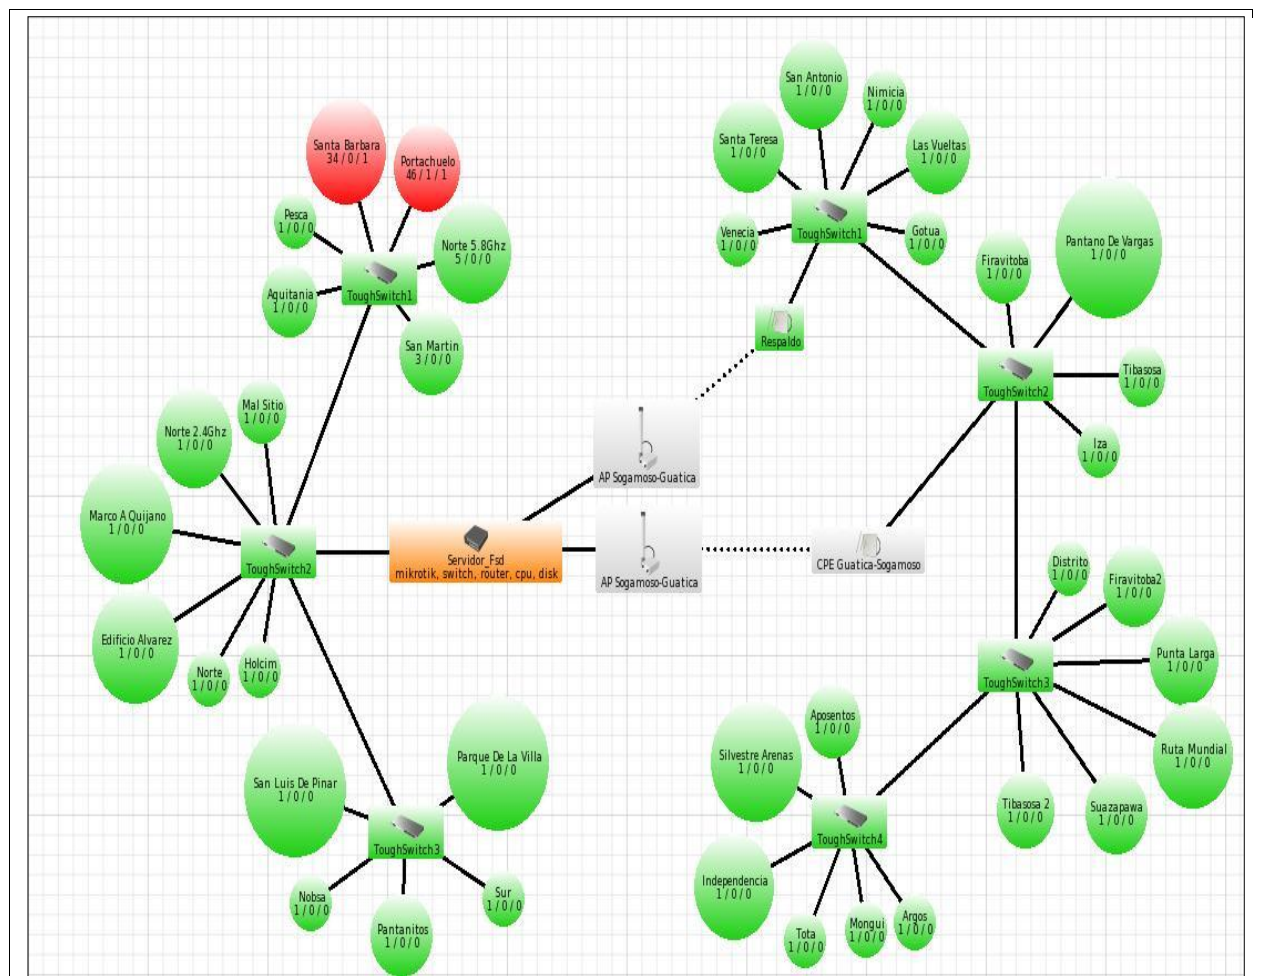 San Antonio
1 / 0 / 0
Nimicia
1 / 0 / 0
Santa Teresa
1 / 0 / 0
Las Vueltas
1 / 0 / 0
Venecia
1 / 0 / 0
ToughSwitch1
Gotua
1 / 0 / 0
Respaldo
Santa Barbara
34 / 0 / 1
Portachuelo
46 / 1 / 1
Pesca
1 / 0 / 0
Norte 5.8Ghz
5 / 0 / 0
Aquitania
1 / 0 / 0
ToughSwitch1
San Martin
3 / 0 / 0
Firavitoba
1 / 0 / 0
Pantano De Vargas
1 / 0 / 0
ToughSwitch2
Tibasosa
1 / 0 / 0
Iza
1 / 0 / 0
Mal Sitio
1 / 0 / 0
Norte 2.4Ghz
1 / 0 / 0
Marco A Quijano
1 / 0 / 0
ToughSwitch2
Edificio Alvarez
1 / 0 / 0
Norte
1 / 0 / 0
Holcim
1 / 0 / 0
AP Sogamoso-Guatica
Servidor_Fsd
mikrotik, switch, router, cpu, disk
AP Sogamoso-Guatica
CPE Guatica-Sogamoso
Distrito
1 / 0 / 0
Firavitoba2
1 / 0 / 0
Punta Larga
1 / 0 / 0
ToughSwitch3
Ruta Mundial
1 / 0 / 0
Tibasosa 2
1 / 0 / 0
Suazapawa
1 / 0 / 0
Parque De La Villa
1 / 0 / 0
San Luis De Pinar
1 / 0 / 0
ToughSwitch3
Nobsa
1 / 0 / 0
Pantanitos
1 / 0 / 0
Sur
1 / 0 / 0
Aposentos
1 / 0 / 0
Silvestre Arenas
1 / 0 / 0
ToughSwitch4
Independencia
1 / 0 / 0
Tota
1 / 0 / 0
Mongui
1 / 0 / 0
Argos
1 / 0 / 0